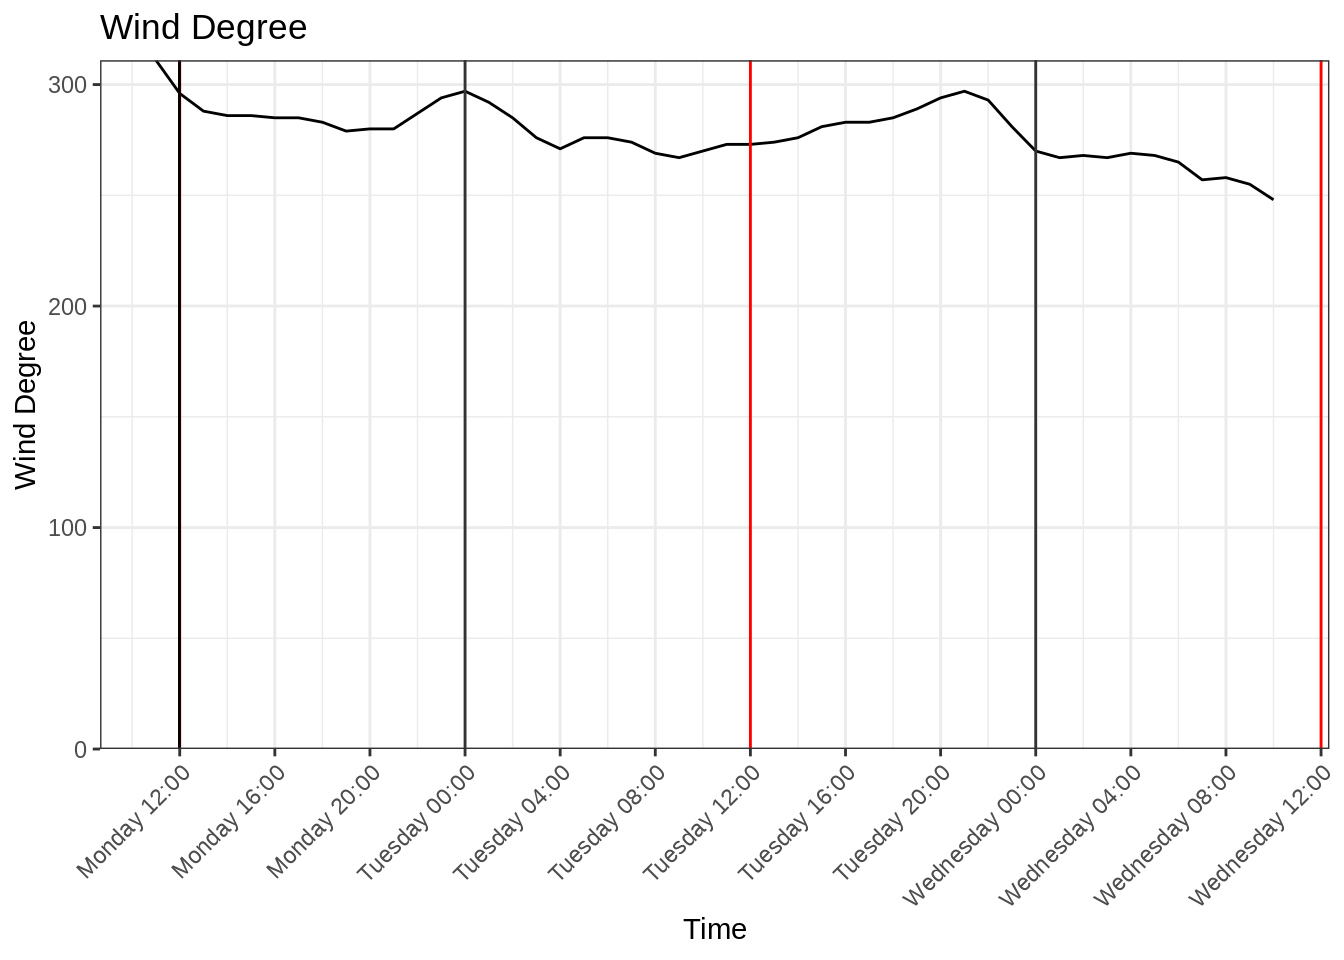 Wind Degree
300
200
100
0
Wind Degree
Monday 12:00
Monday 16:00
Monday 20:00
Tuesday 00:00
Tuesday 04:00
Tuesday 08:00
Tuesday 12:00
Tuesday 16:00
Tuesday 20:00
Wednesday 00:00
Wednesday 04:00
Wednesday 08:00
Wednesday 12:00
Time